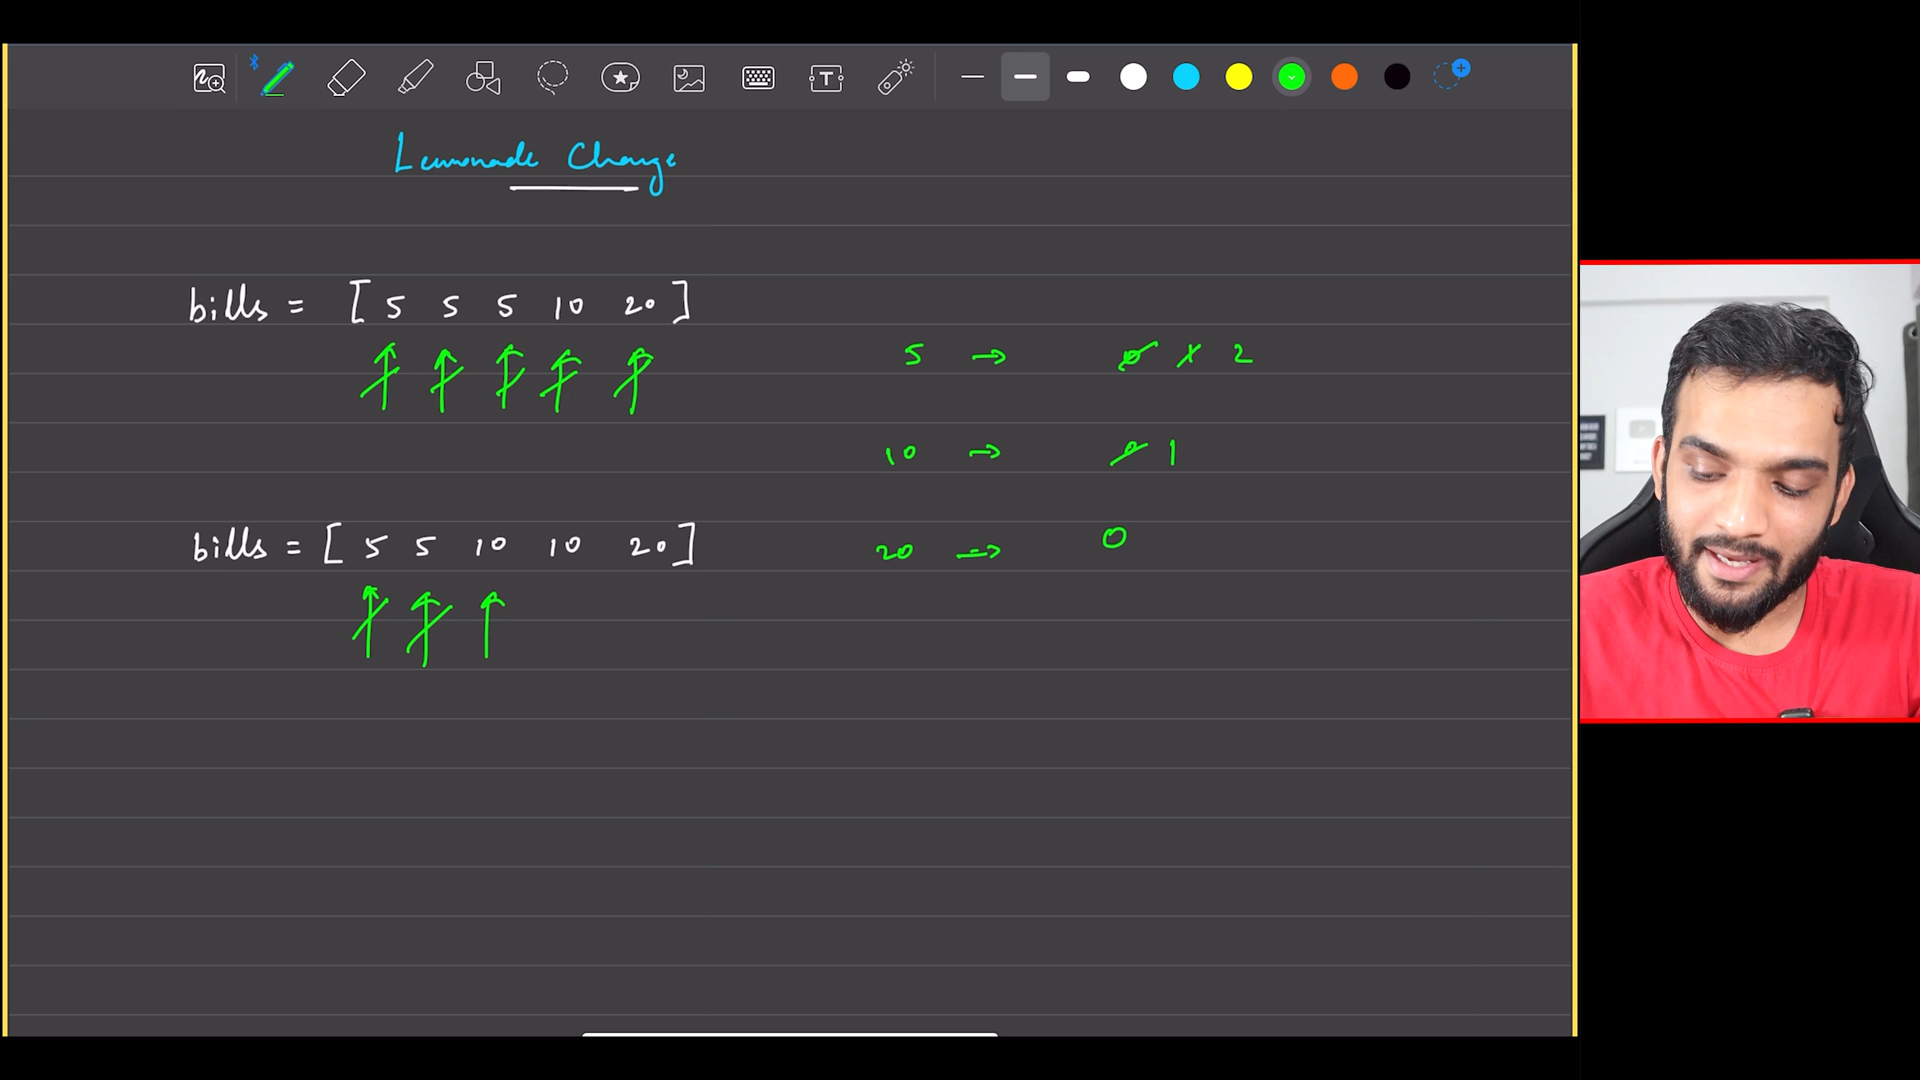 Lemonade Change
bills = [ 5 5 5 10 20 ]
5 → 0 1 2
10 → 0 1
bills = [ 5 5 10 10 20 ]
20 → 0